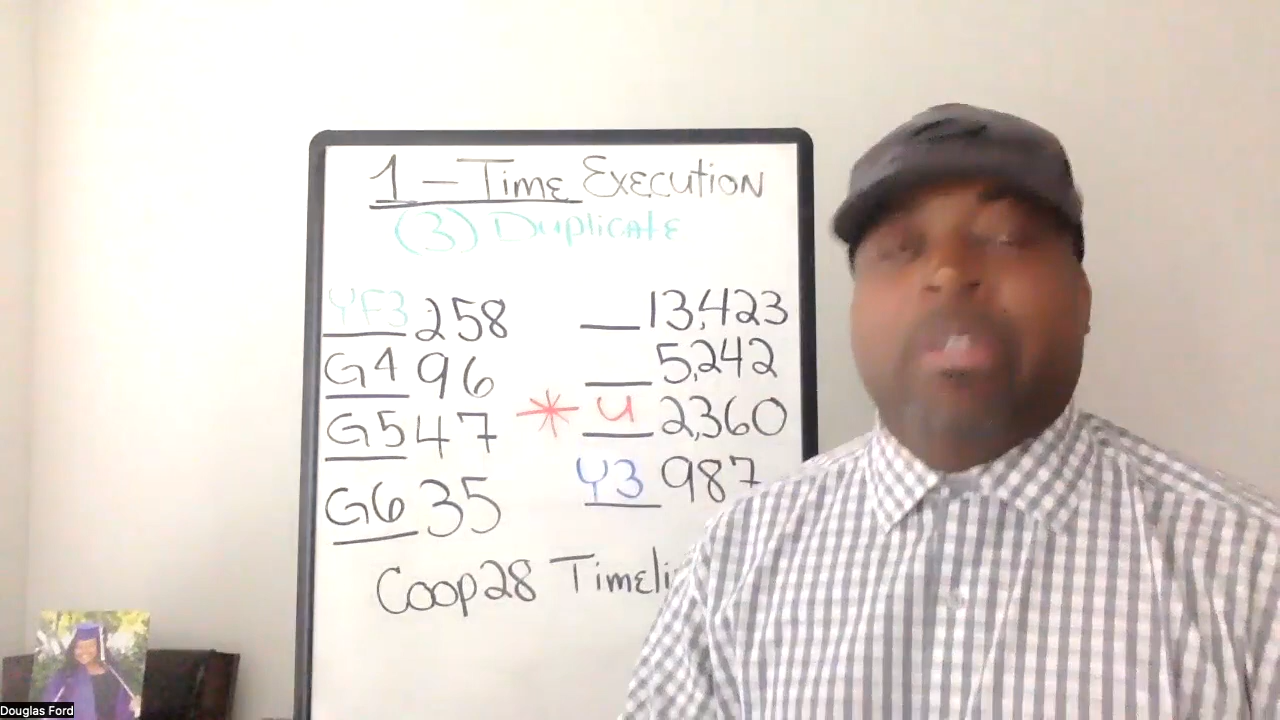 1 - Time Execution
(3) Duplicate
YF3 258
G4 96
G5 47
G6 35
13,423
5,242
* U 2,360
Y3 987
Coop28 Timeli
Douglas Ford